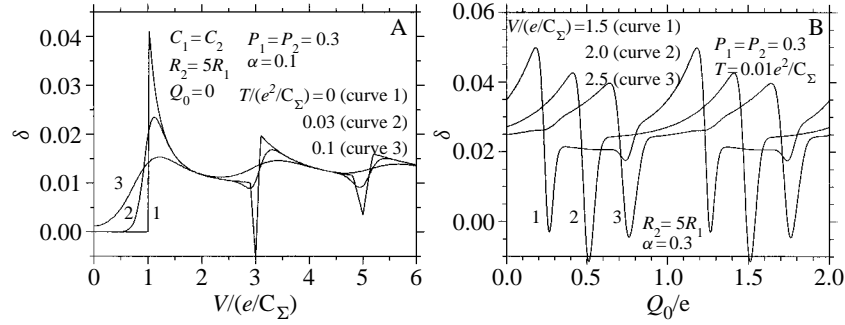 A
C₁=C₂ P₁=P₂=0.3
R₂=5R₁ α=0.1
Q₀=0
T/(e²/C_Σ)=0 (curve 1)
0.03 (curve 2)
0.1 (curve 3)
3
2
1
δ
0.04
0.03
0.02
0.01
0.00
0 1 2 3 4 5 6
V/(e/C_Σ)
B
V/(e/C_Σ)=1.5 (curve 1)
2.0 (curve 2)
2.5 (curve 3)
P₁=P₂=0.3
T=0.01e²/C_Σ
1 2 3
R₂=5R₁
α=0.3
δ
0.06
0.04
0.02
0.00
0.0 0.5 1.0 1.5 2.0
Q₀/e